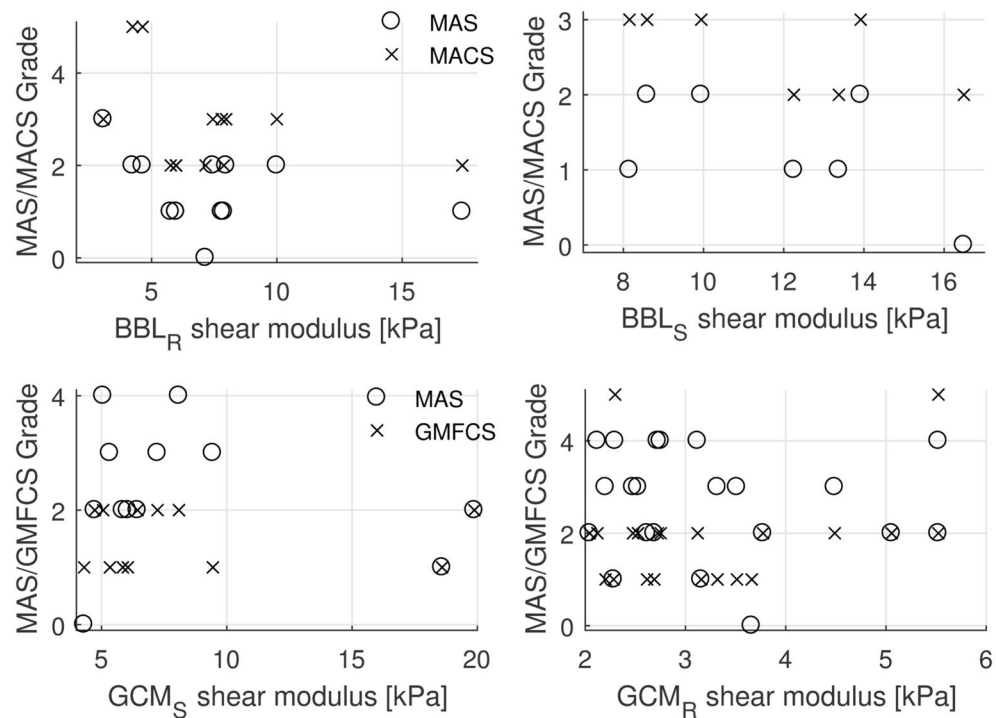 MAS/MACS Grade
4
2
0
5
10
15
BBL_R shear modulus [kPa]
MAS
MACS
MAS/MACS Grade
3
2
1
0
8
10
12
14
16
BBL_S shear modulus [kPa]
MAS/GMFCS Grade
4
2
0
5
10
15
20
GCM_S shear modulus [kPa]
MAS
GMFCS
MAS/GMFCS Grade
4
2
0
2
3
4
5
6
GCM_R shear modulus [kPa]